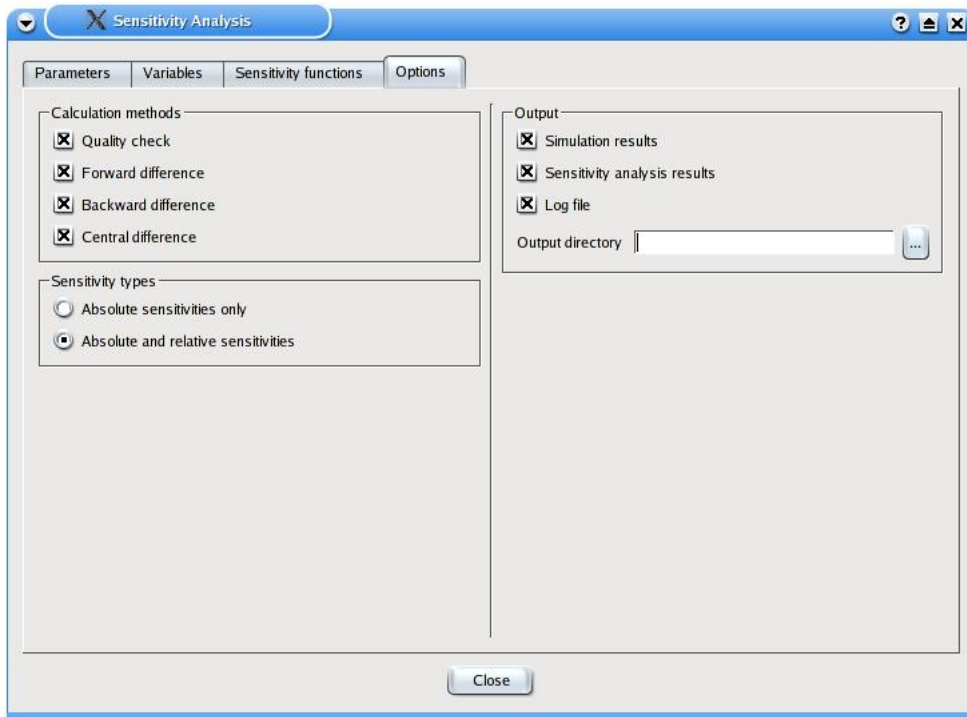 Sensitivity Analysis
Parameters
Variables
Sensitivity functions
Options
Calculation methods
Quality check
Forward difference
Backward difference
Central difference
Sensitivity types
Absolute sensitivities only
Absolute and relative sensitivities
Output
Simulation results
Sensitivity analysis results
Log file
Output directory
...
Close